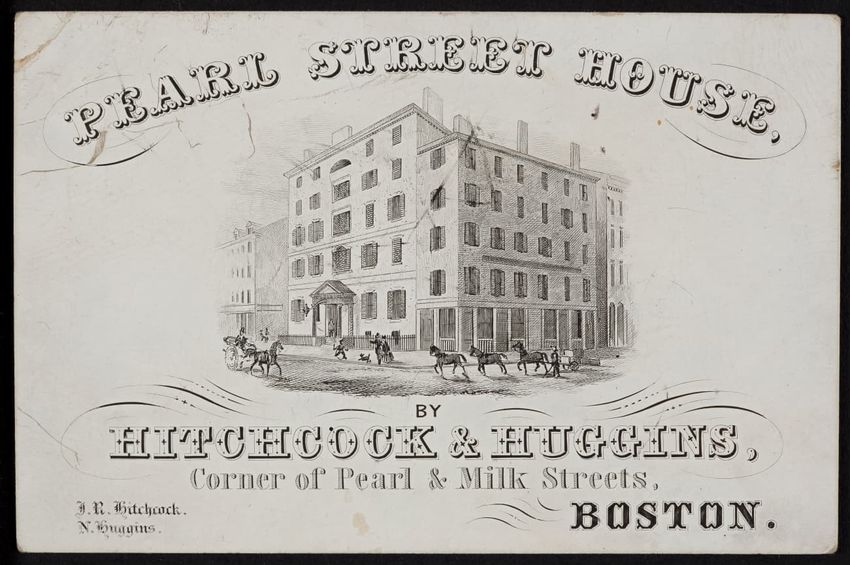 PEARL STREET HOUSE,
BY
HITCHCOCK & HUGGINS,
Corner of Pearl & Milk Streets,
J. R. Hitchcock.
N. Huggins.
BOSTON.